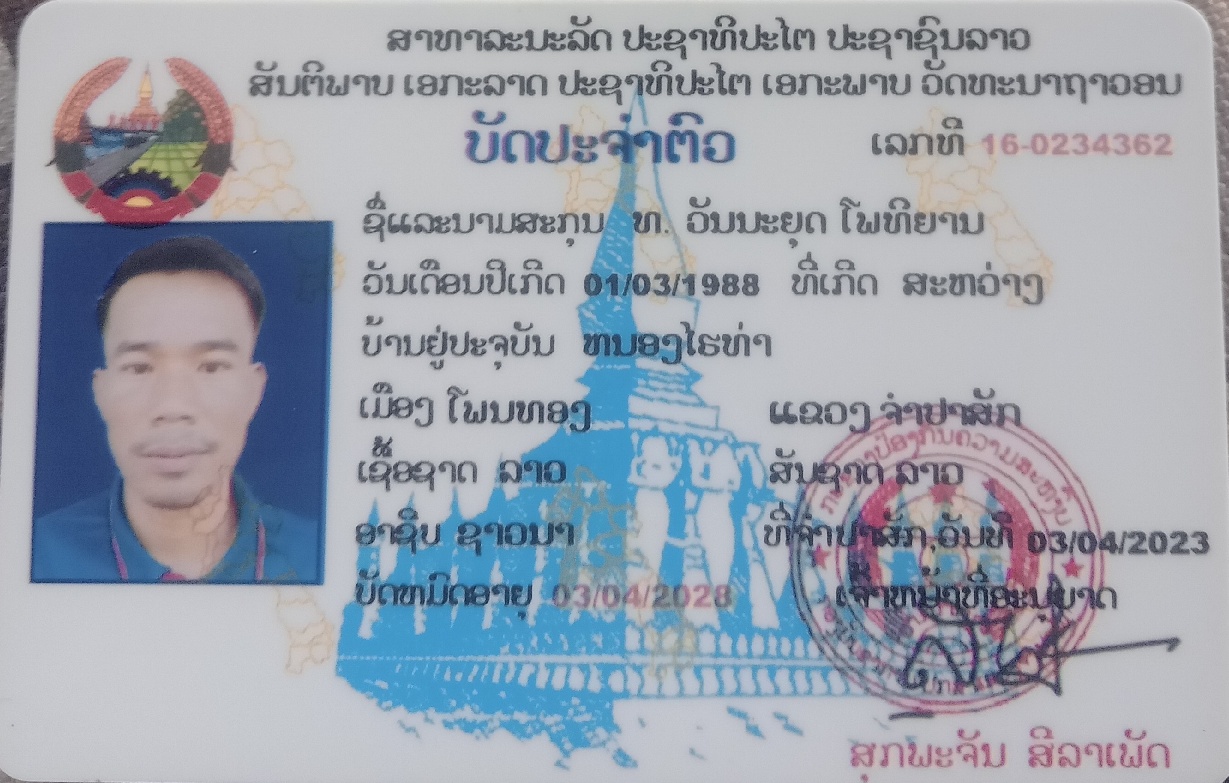 ສາທາລະນະລັດ ປະຊາທິປະໄຕ ປະຊາຊົນລາວ
ສັນຕິພາບ ເອກະລາດ ປະຊາທິປະໄຕ ເອກະພາບ ວັດທະນາຖາວອນ
ບັດປະຈຳຕົວ ເລກທີ 16-0234362
ຊື່ແລະນາມສະກຸນ ທ. ວັນນະຍຸດ ໂພທິຍານ
ວັນເດືອນປີເກີດ 01/03/1988 ທີ່ເກີດ ສະຫວ່າງ
ບ້ານຢູ່ປະຈຸບັນ ຫນອງໄຮທ່າ
ເມືອງ ໂພນທອງ ແຂວງ ຈຳປາສັກ
ເຊື້ອຊາດ ລາວ ສັນຊາດ ລາວ
ອາຊີບ ຊາວນາ ທີ່ຈຳປາສັກ,ວັນທີ 03/04/2023
ບັດຫມົດອາຍຸ 03/04/2028 ເຈົ້າຫນ້າທີ່ອະນຸຍາດ
ສຸກພະຈັນ ສີລາເພັດ